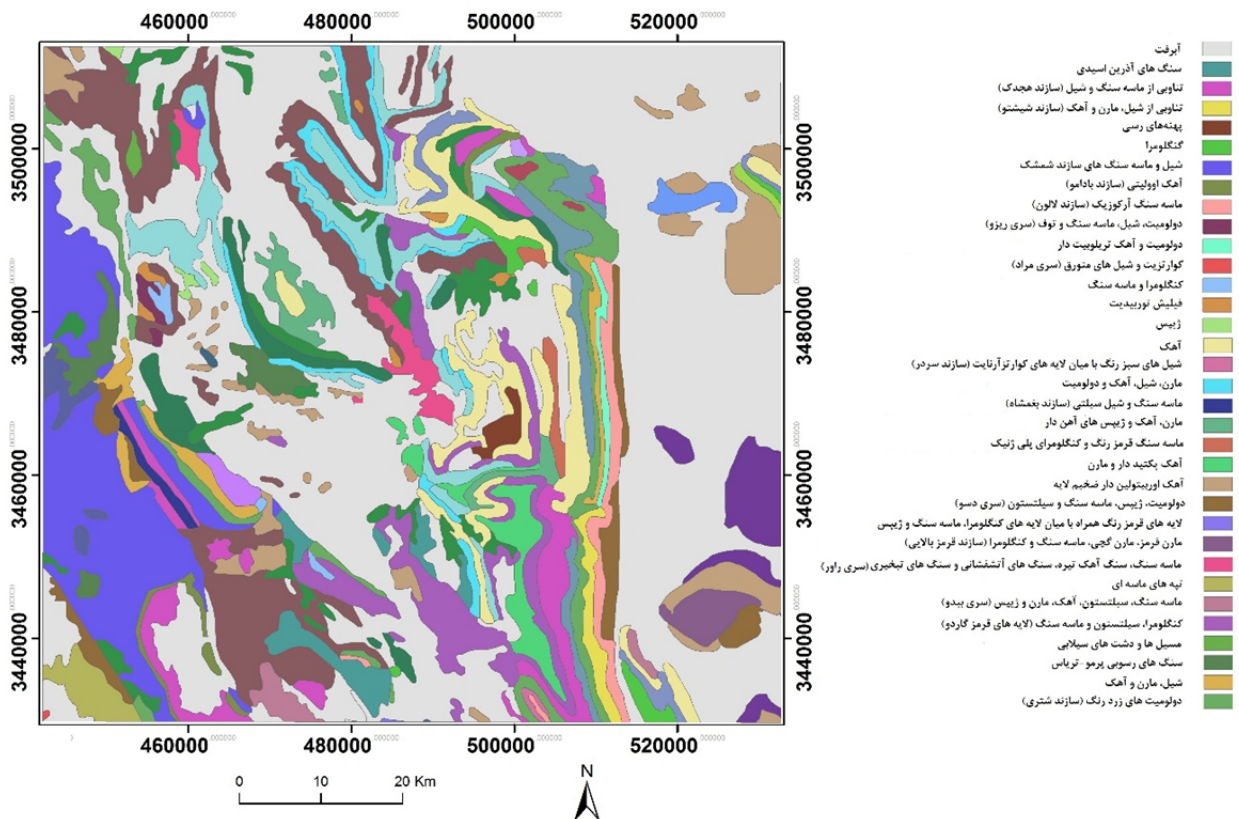 460000 480000 500000 520000
3500000
3480000
3460000
3440000
3500000
3480000
3460000
3440000
460000 480000 500000 520000
0 10 20 Km
N
آبرفت
سنگ های آذرین اسیدی
تناوبی از ماسه سنگ و شیل (سازند هجدک)
تناوبی از شیل، مارن و آهک (سازند شیشتو)
پهنه‌های رسی
کنگلومرا
شیل و ماسه سنگ های سازند شمشک
آهک اوولیتی (سازند بادامو)
ماسه سنگ آرکوزیک (سازند لالون)
دولومیت، شیل، ماسه سنگ و توف (سری ریزو)
دولومیت و آهک تریلوبیت دار
کوارتزیت و شیل های متورق (سری مراد)
کنگلومرا و ماسه سنگ
فیلیش توربیدیت
ژیپس
آهک
شیل های سبز رنگ با میان لایه های کوارتزآرنایت (سازند سردر)
مارن، شیل، آهک و دولومیت
ماسه سنگ و شیل سیلتی (سازند بغمشاه)
مارن، آهک و ژیپس های آهن دار
ماسه سنگ قرمز رنگ و کنگلومرای پلی ژنیک
آهک پکتید دار و مارن
آهک اوربیتولین دار ضخیم لایه
دولومیت، ژیپس، ماسه سنگ و سیلتستون (سری دسو)
لایه های قرمز رنگ همراه با میان لایه های کنگلومرا، ماسه سنگ و ژیپس
مارن قرمز، مارن گچی، ماسه سنگ و کنگلومرا (سازند قرمز بالایی)
ماسه سنگ، سنگ آهک تیره، سنگ های آتشفشانی و سنگ های تبخیری (سری راور)
تپه های ماسه ای
ماسه سنگ، سیلتستون، آهک، مارن و ژیپس (سری بیدو)
کنگلومرا، سیلتستون و ماسه سنگ (لایه های قرمز گاردو)
مسیل ها و دشت های سیلابی
سنگ های رسوبی پرمو-تریاس
شیل، مارن و آهک
دولومیت های زرد رنگ (سازند شتری)